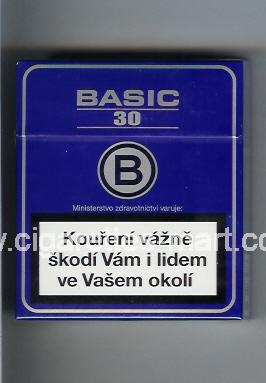 BASIC
30
B
Ministerstvo zdravotnictví varuje:
Kouření vážně
škodí Vám i lidem
ve Vašem okolí